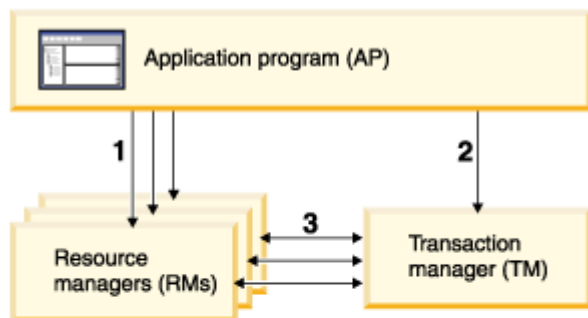 Application program (AP)
1
2
3
Resource
managers (RMs)
Transaction
manager (TM)